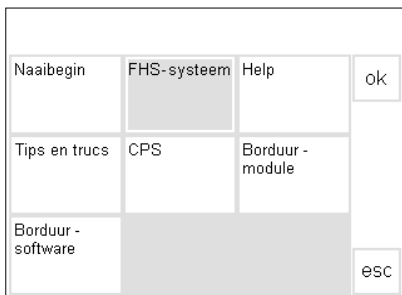 Naaibegin
FHS-systeem
Help
ok
Tips en trucs
CPS
Borduur-
module
Borduur-
software
esc